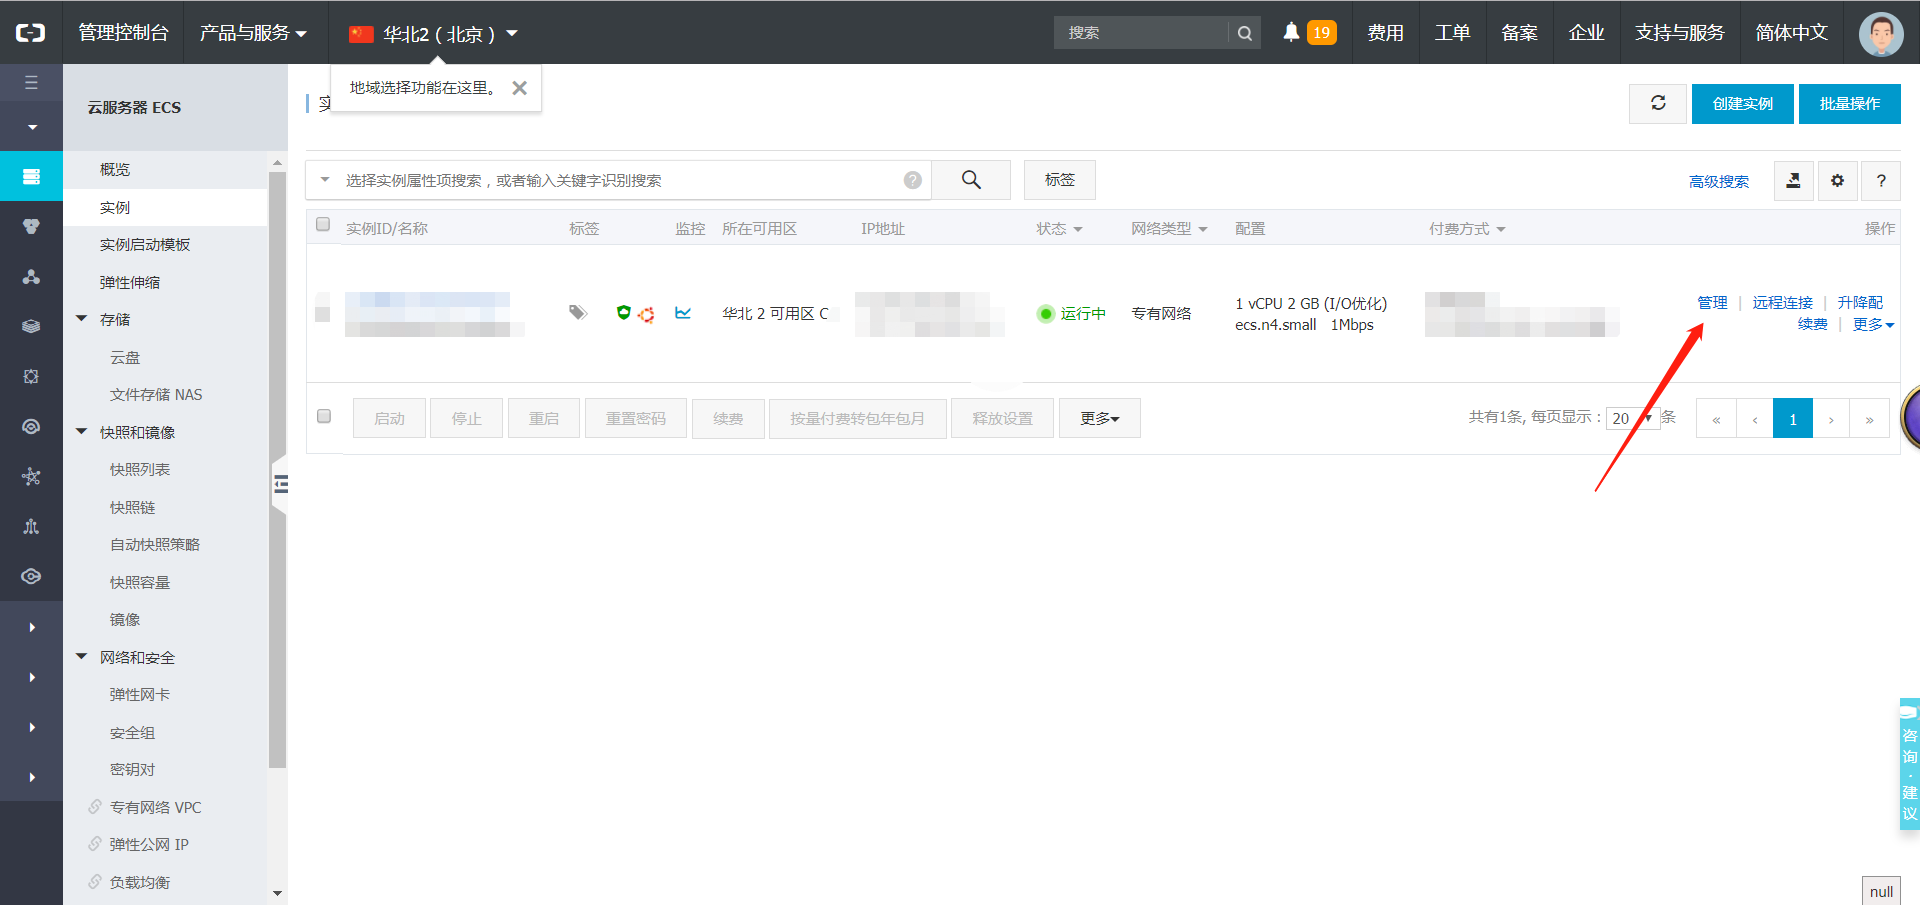 管理控制台 产品与服务 华北2（北京） 搜索 19 费用 工单 备案 企业 支持与服务 简体中文
地域选择功能在这里。
云服务器 ECS
概览
实例
实例启动模板
弹性伸缩
存储
云盘
文件存储 NAS
快照和镜像
快照列表
快照链
自动快照策略
快照容量
镜像
网络和安全
弹性网卡
安全组
密钥对
专有网络 VPC
弹性公网 IP
负载均衡
创建实例 批量操作
选择实例属性项搜索，或者输入关键字识别搜索 ? 标签 高级搜索 ?
实例ID/名称 标签 监控 所在可用区 IP地址 状态 网络类型 配置 付费方式 操作
华北 2 可用区 C 运行中 专有网络
1 vCPU 2 GB (I/O优化)
ecs.n4.small 1Mbps
管理 | 远程连接 | 升降配
续费 | 更多
启动 停止 重启 重置密码 续费 按量付费转包年包月 释放设置 更多 共有1条, 每页显示：20 条 « ‹ 1 › »
咨询·建议
null